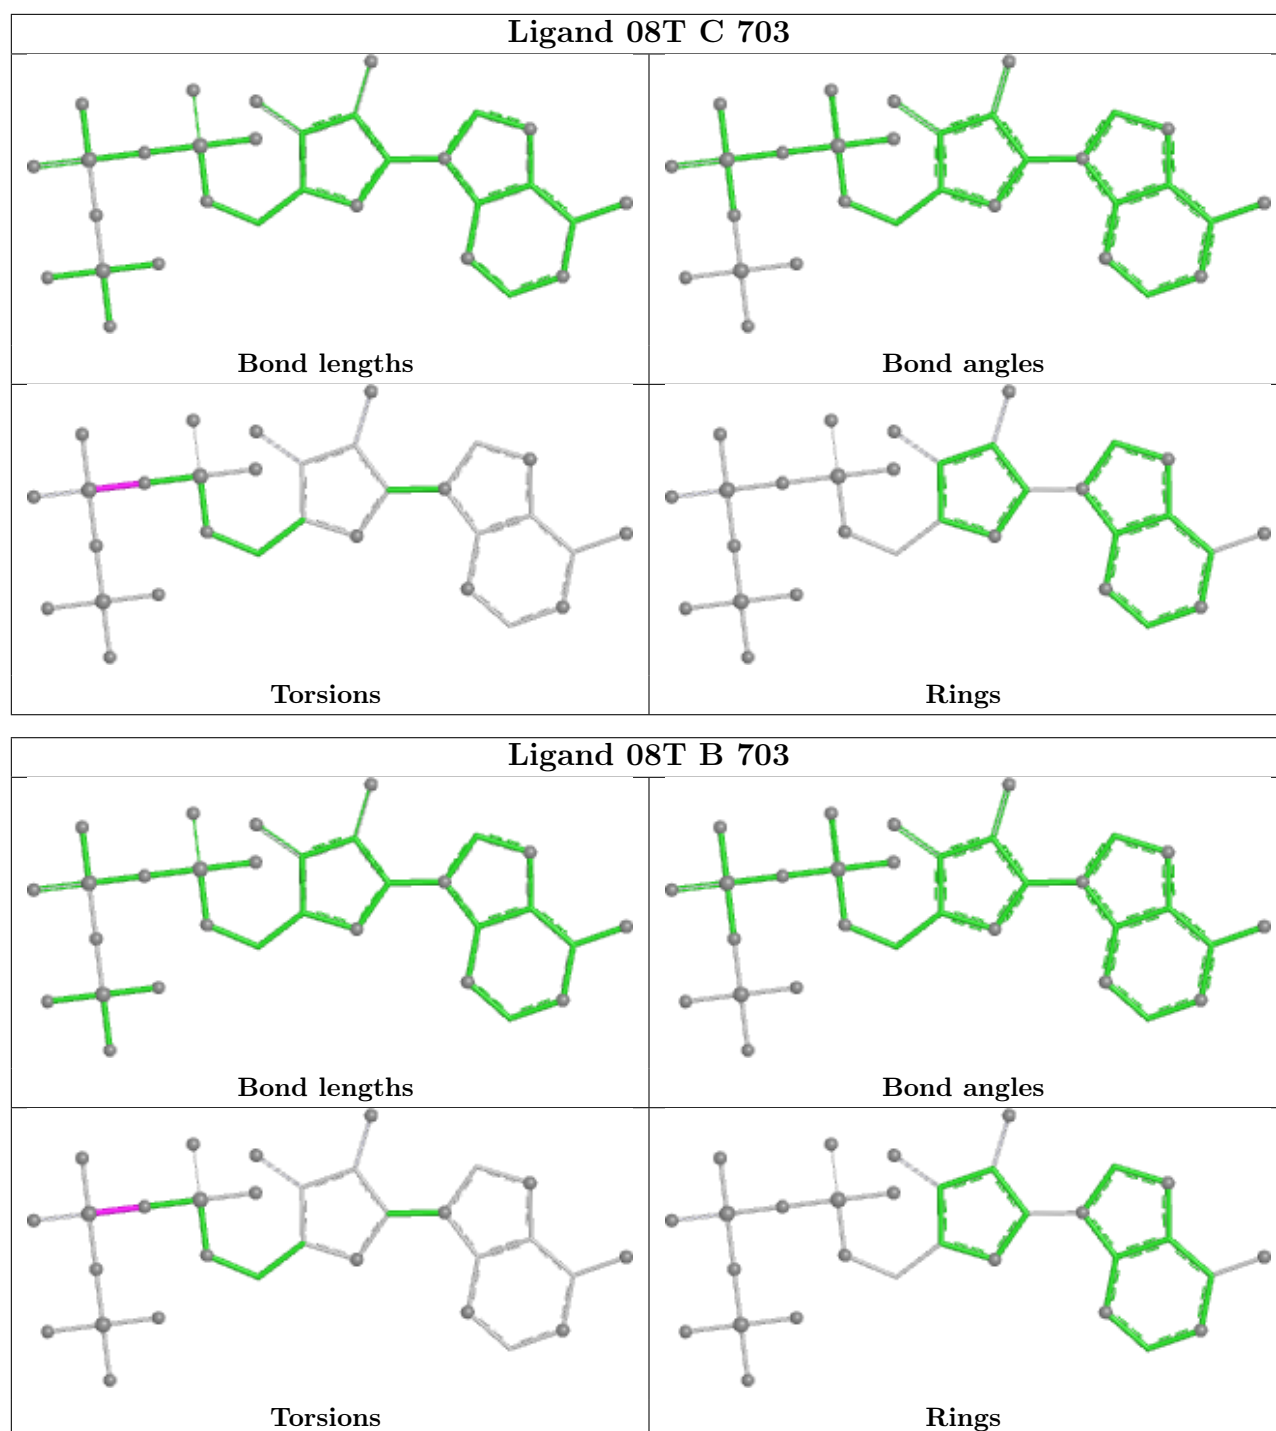 Ligand 08T C 703
Bond lengths
Bond angles
Torsions
Rings
Ligand 08T B 703
Bond lengths
Bond angles
Torsions
Rings